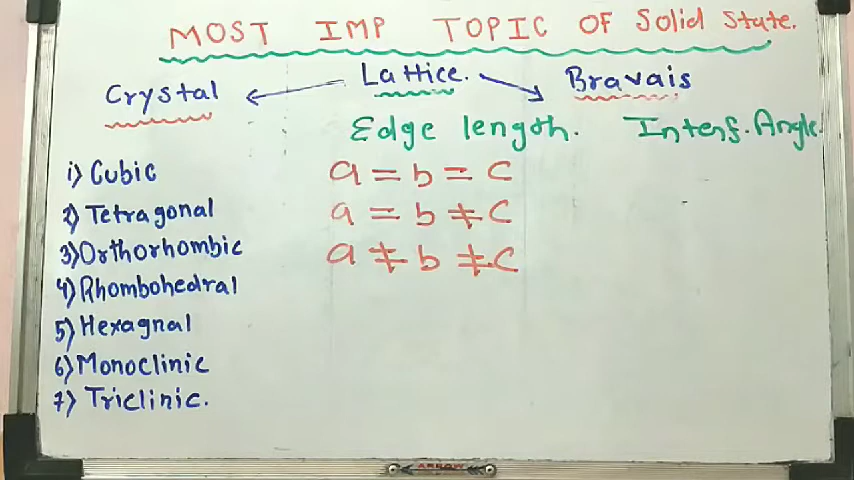 MOST IMP TOPIC OF Solid State.
Crystal Lattice. Bravais
Edge length. Interf. Angle.
1) Cubic a = b = c
2) Tetragonal a = b ≠ c
3) Orthorhombic a ≠ b ≠ c
4) Rhombohedral
5) Hexagnal
6) Monoclinic
7) Triclinic.
ARROW